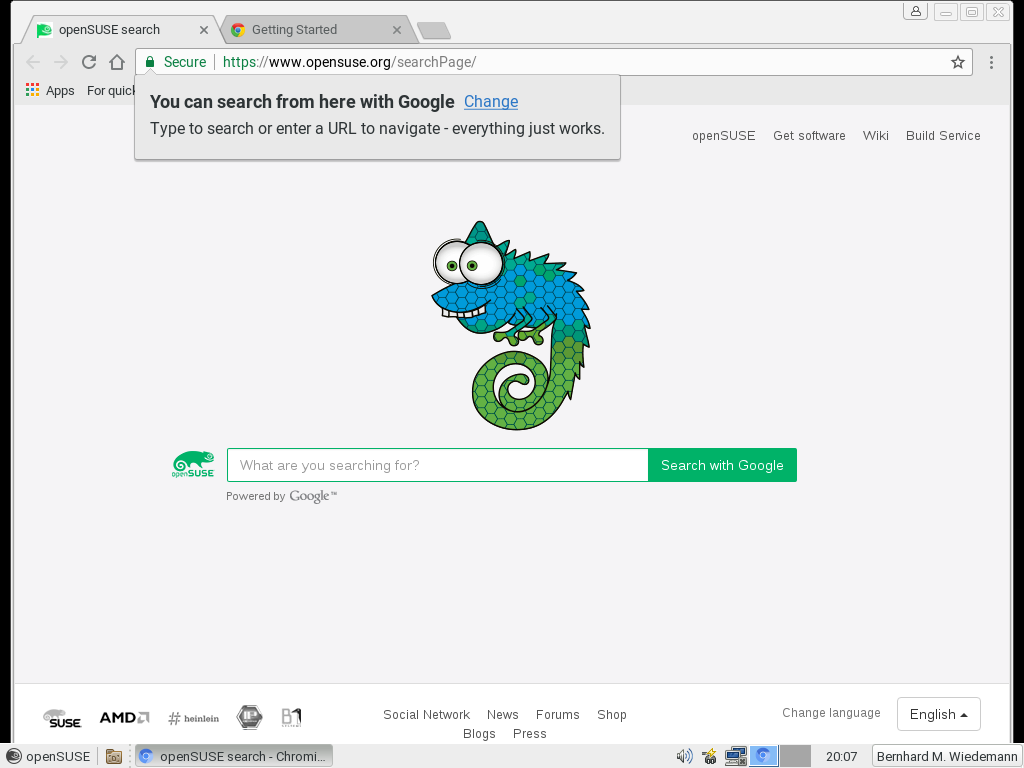 openSUSE search
Getting Started
Secure https://www.opensuse.org/searchPage/
Apps For quick
You can search from here with Google Change
Type to search or enter a URL to navigate - everything just works.
openSUSE Get software Wiki Build Service
openSUSE What are you searching for? Search with Google
Powered by Google™
SUSE AMD # heinlein IP B1
Social Network News Forums Shop
Blogs Press
Change language English
openSUSE openSUSE search - Chromi... 20:07 Bernhard M. Wiedemann